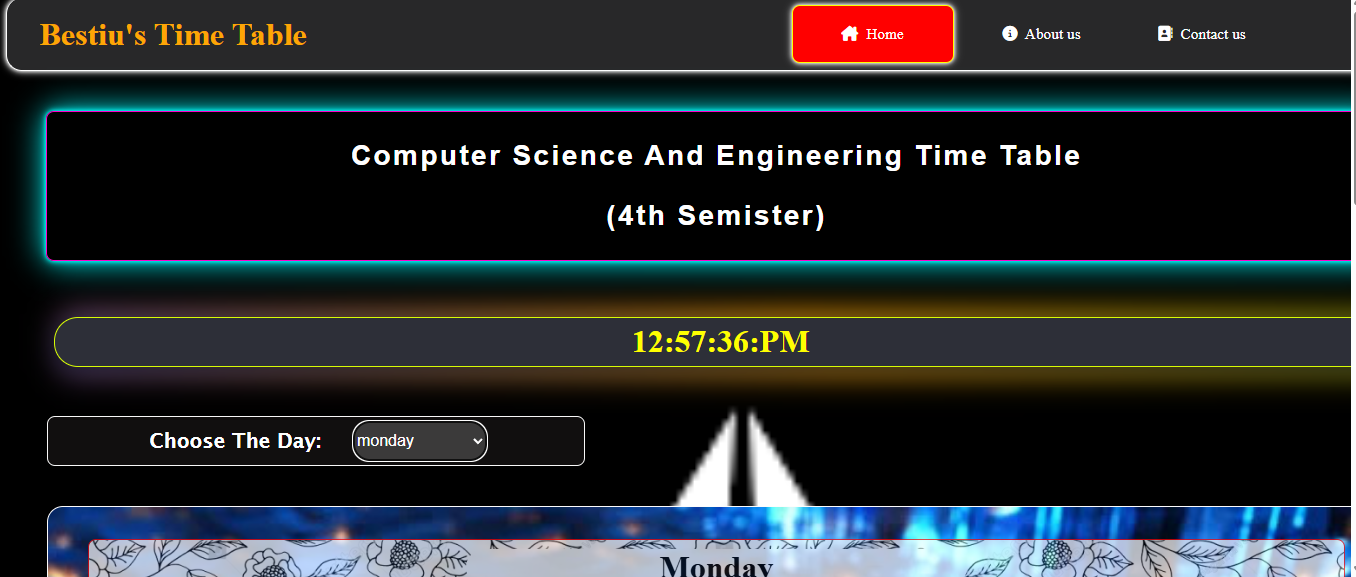 Bestiu's Time Table
Home
About us
Contact us
Computer Science And Engineering Time Table
(4th Semister)
12:57:36:PM
Choose The Day:
monday
Monday